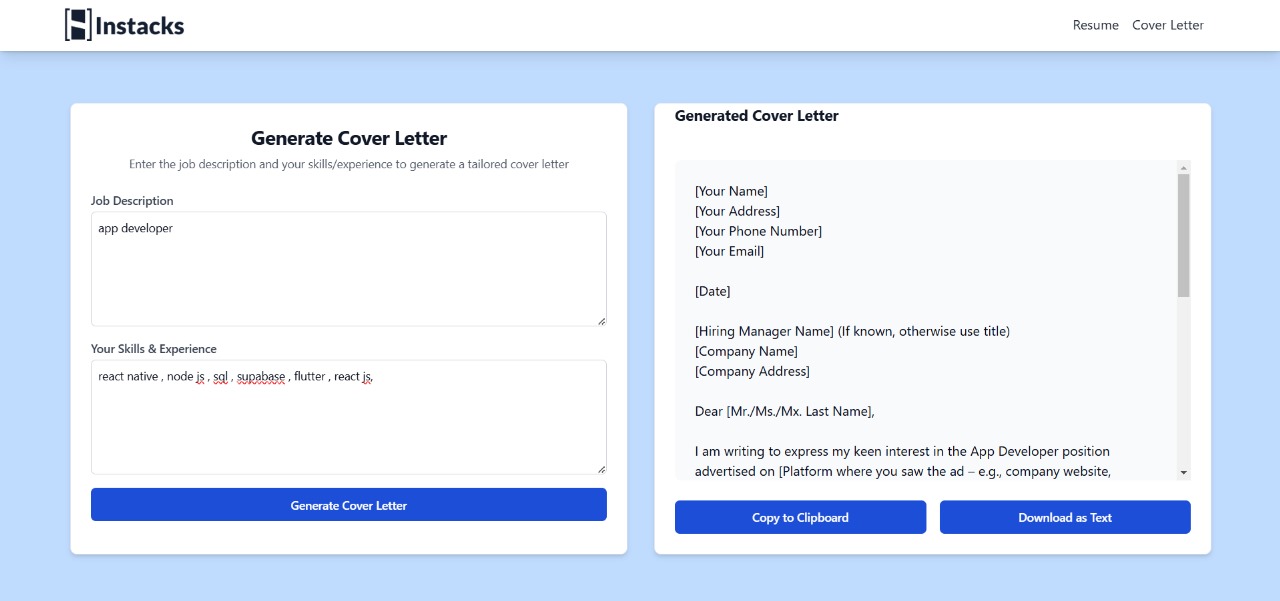 Instacks
Resume
Cover Letter
Generate Cover Letter
Enter the job description and your skills/experience to generate a tailored cover letter
Job Description
app developer
Your Skills & Experience
react native , node js , sql , supabase , flutter , react js,
Generate Cover Letter
Generated Cover Letter
[Your Name]
[Your Address]
[Your Phone Number]
[Your Email]
[Date]
[Hiring Manager Name] (If known, otherwise use title)
[Company Name]
[Company Address]
Dear [Mr./Ms./Mx. Last Name],
I am writing to express my keen interest in the App Developer position
advertised on [Platform where you saw the ad – e.g., company website,
Copy to Clipboard
Download as Text